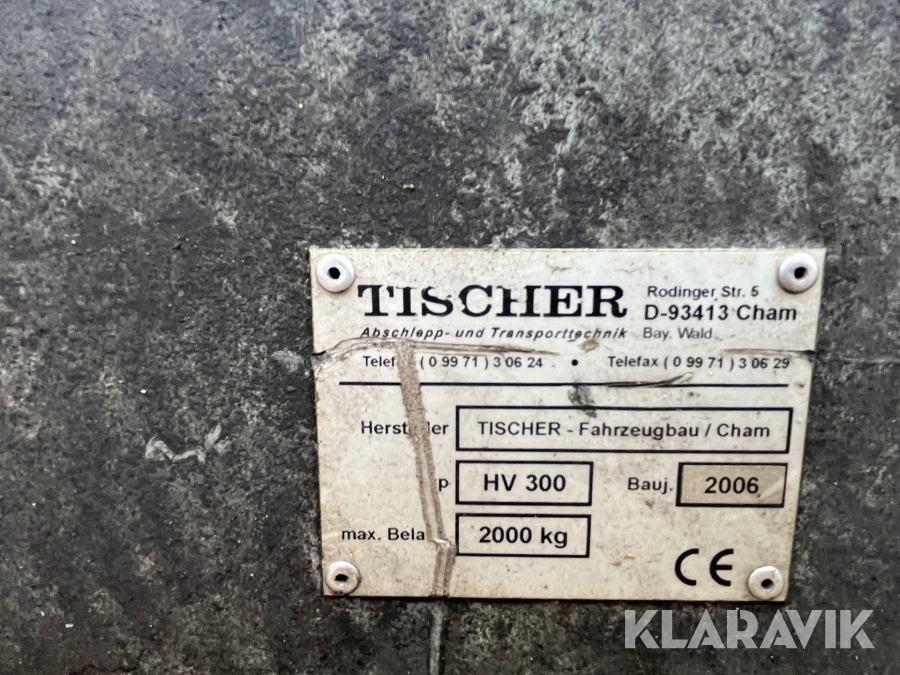 TISCHER
Rodinger Str. 5
D-93413 Cham
Abschlepp- und Transporttechnik Bay. Wald
Telef ( 0 99 71 ) 3 06 24 • Telefax ( 0 99 71 ) 3 06 29
Herst ler TISCHER - Fahrzeugbau / Cham
p HV 300 Bauj. 2006
max. Bela 2000 kg
CE
KLARAVIK